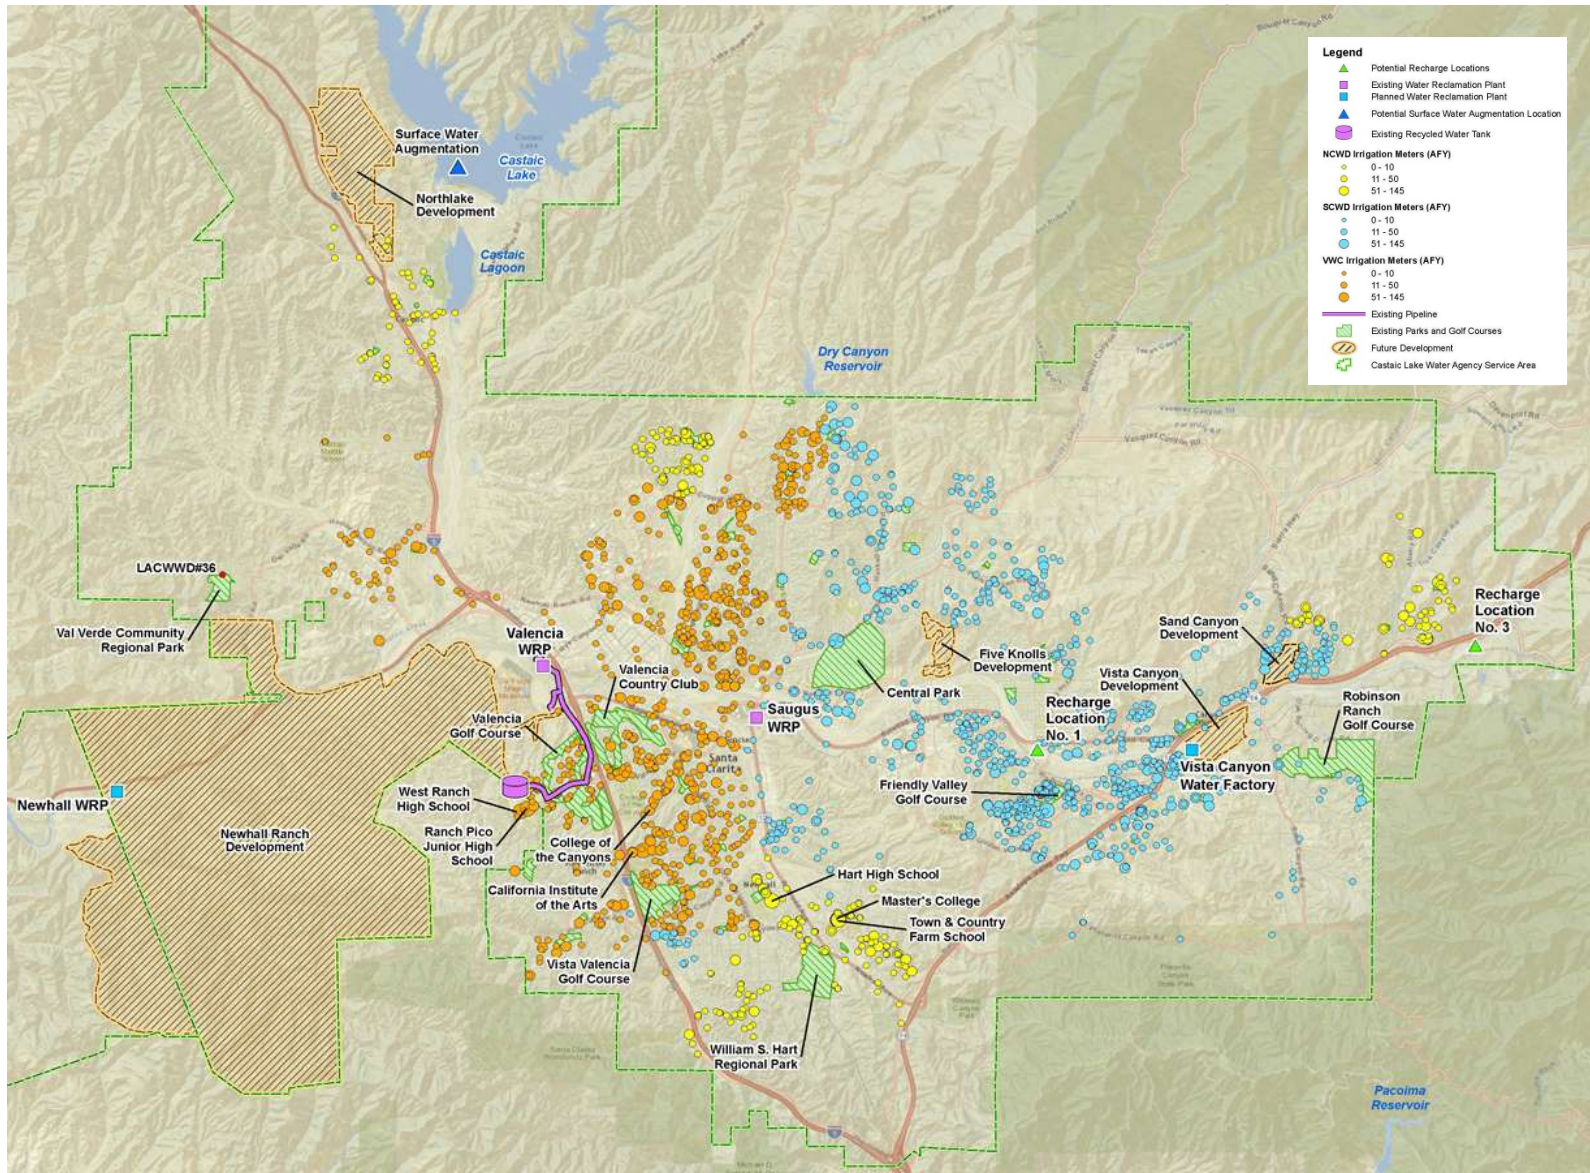 Legend
Potential Recharge Locations
Existing Water Reclamation Plant
Planned Water Reclamation Plant
Potential Surface Water Augmentation Location
Existing Recycled Water Tank
NCWD Irrigation Meters (AFY)
0 - 10
11 - 50
51 - 145
SCWD Irrigation Meters (AFY)
0 - 10
11 - 50
51 - 145
VWC Irrigation Meters (AFY)
0 - 10
11 - 50
51 - 145
Existing Pipeline
Existing Parks and Golf Courses
Future Development
Castaic Lake Water Agency Service Area
Surface Water
Augmentation
Castaic
Lake
Northlake
Development
Castaic
Lagoon
Dry Canyon
Reservoir
Vasquez Canyon Rd
LACWWD#36
Val Verde Community
Regional Park
Valencia
WRP
Valencia
Country Club
Valencia
Golf Course
Central Park
Five Knolls
Development
Sand Canyon
Development
Vista Canyon
Development
Recharge
Location
No. 3
Recharge
Location
No. 1
Robinson
Ranch
Golf Course
Saugus
WRP
Santa
Clarita
Vista Canyon
Water Factory
Friendly Valley
Golf Course
Newhall WRP
Newhall Ranch
Development
West Ranch
High School
Ranch Pico
Junior High
School
College of
the Canyons
California Institute
of the Arts
Hart High School
Master's College
Town & Country
Farm School
Vista Valencia
Golf Course
William S. Hart
Regional Park
Pacoima
Reservoir